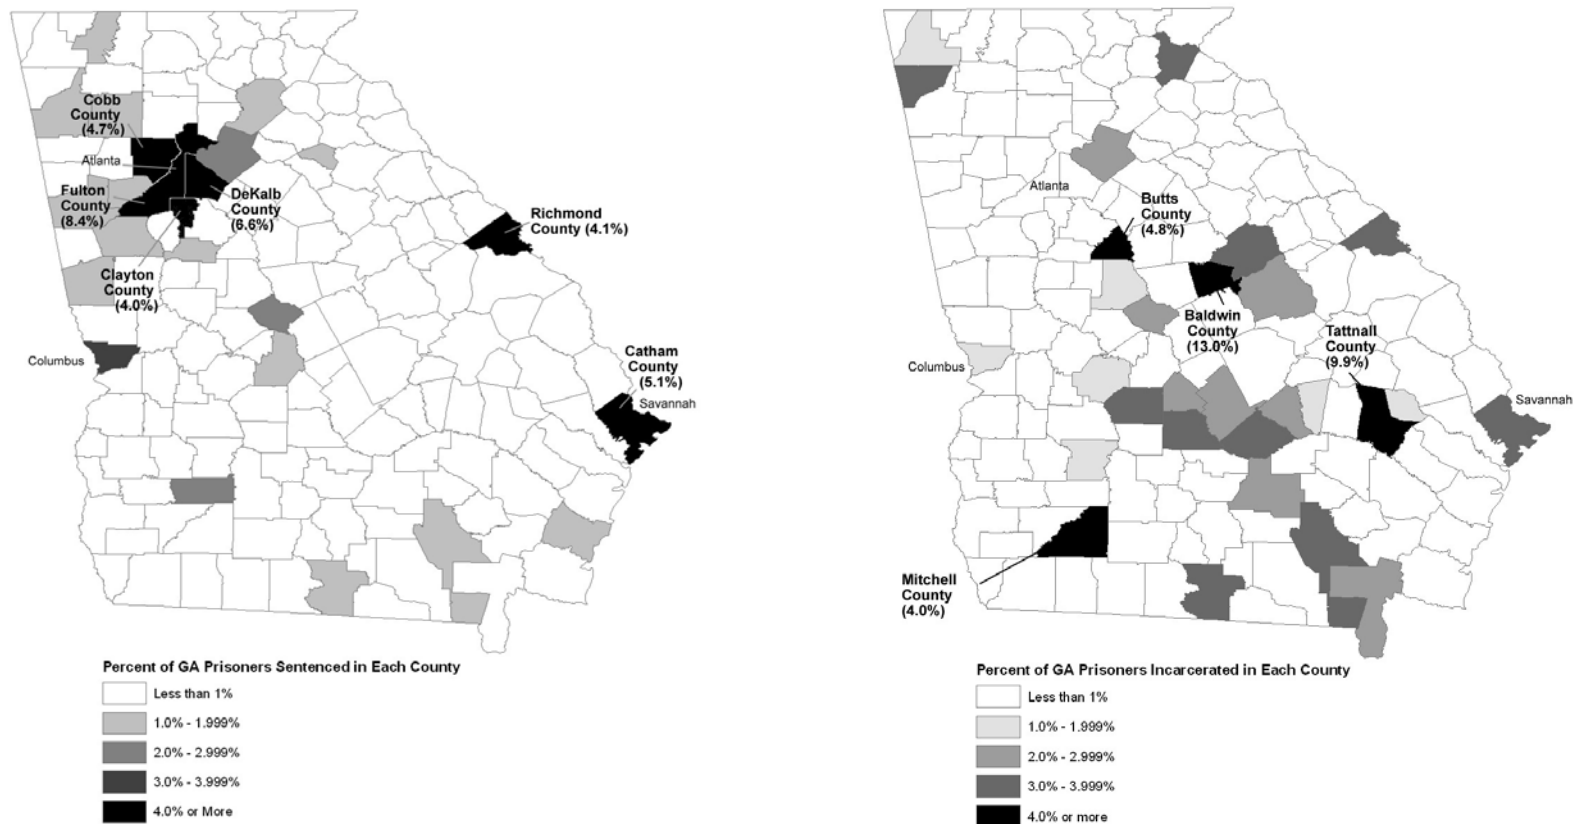 Cobb
County
(4.7%)
Atlanta
Fulton
County
(8.4%)
DeKalb
County
(6.6%)
Richmond
County (4.1%)
Clayton
County
(4.0%)
Columbus
Catham
County
(5.1%)
Savannah
Percent of GA Prisoners Sentenced in Each County
Less than 1%
1.0% - 1.999%
2.0% - 2.999%
3.0% - 3.999%
4.0% or More
Atlanta
Butts
County
(4.8%)
Baldwin
County
(13.0%)
Tattnall
County
(9.9%)
Columbus
Savannah
Mitchell
County
(4.0%)
Percent of GA Prisoners Incarcerated in Each County
Less than 1%
1.0% - 1.999%
2.0% - 2.999%
3.0% - 3.999%
4.0% or more